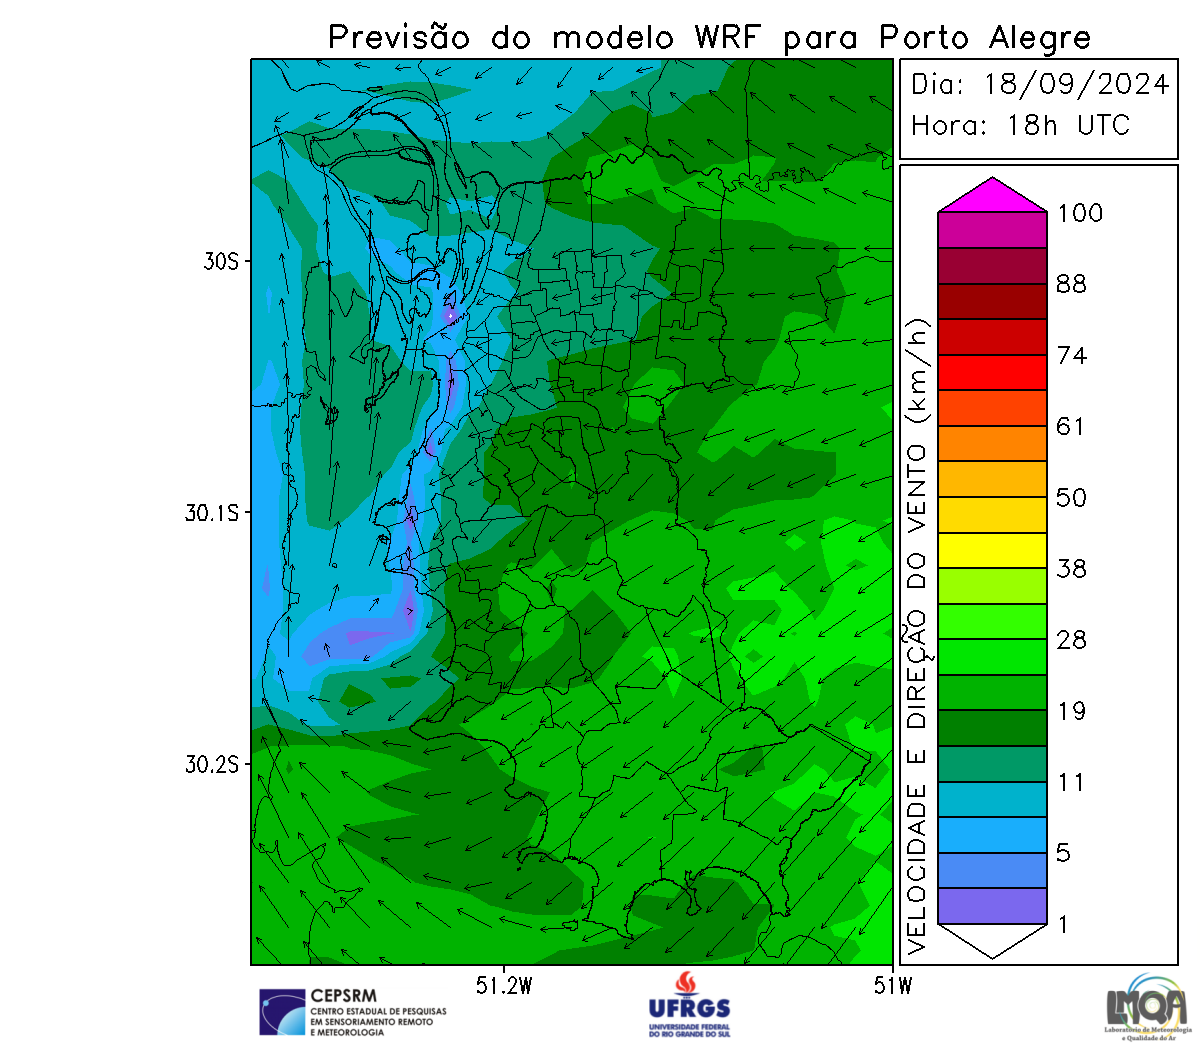 Previsão do modelo WRF para Porto Alegre
Dia: 18/09/2024
Hora: 18h UTC
VELOCIDADE E DIREÇÃO DO VENTO (km/h)
100
88
74
61
50
38
28
19
11
5
1
30S
30.1S
30.2S
51.2W
51W
CEPSRM
CENTRO ESTADUAL DE PESQUISAS
EM SENSORIAMENTO REMOTO
E METEOROLOGIA
UFRGS
UNIVERSIDADE FEDERAL
DO RIO GRANDE DO SUL
LMQA
Laboratório de Meteorologia
e Qualidade do Ar